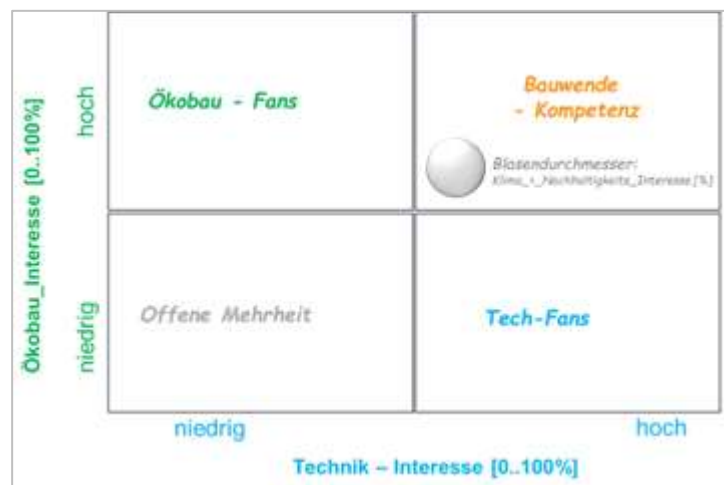 Ökobau_Interesse [0..100%]
hoch
niedrig
Ökobau - Fans
Bauwende
- Kompetenz
Blasendurchmesser:
Klima_+_Nachhaltigkeits_Interesse [%]
Offene Mehrheit
Tech-Fans
niedrig
hoch
Technik – Interesse [0..100%]